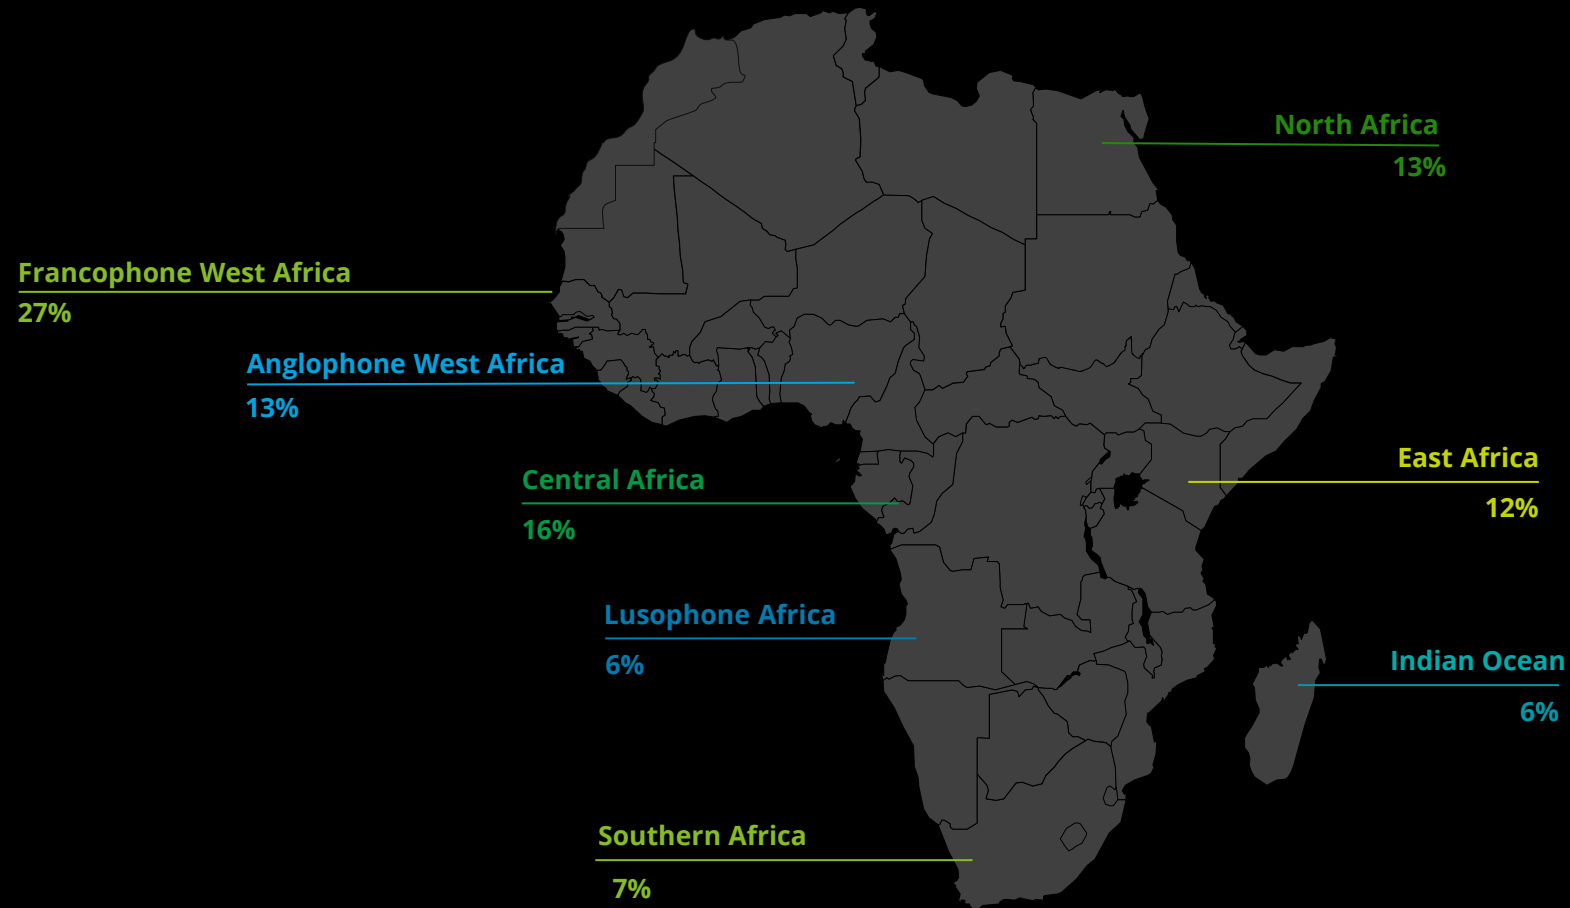 North Africa
13%
Francophone West Africa
27%
Anglophone West Africa
13%
East Africa
12%
Central Africa
16%
Lusophone Africa
6%
Indian Ocean
6%
Southern Africa
7%